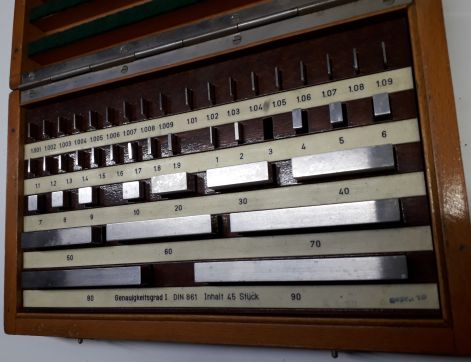 1.001 1.002 1.003 1.004 1.005 1.006 1.007 1.008 1.009 1.01 1.02 1.03 1.04 1.05 1.06 1.07 1.08 1.09
1.1 1.2 1.3 1.4 1.5 1.6 1.7 1.8 1.9 1 2 3 4 5 6
7 8 9 10 20 30 40
50 60 70
80 Genauigkeitsgrad I DIN 861 Inhalt 45 Stück 90